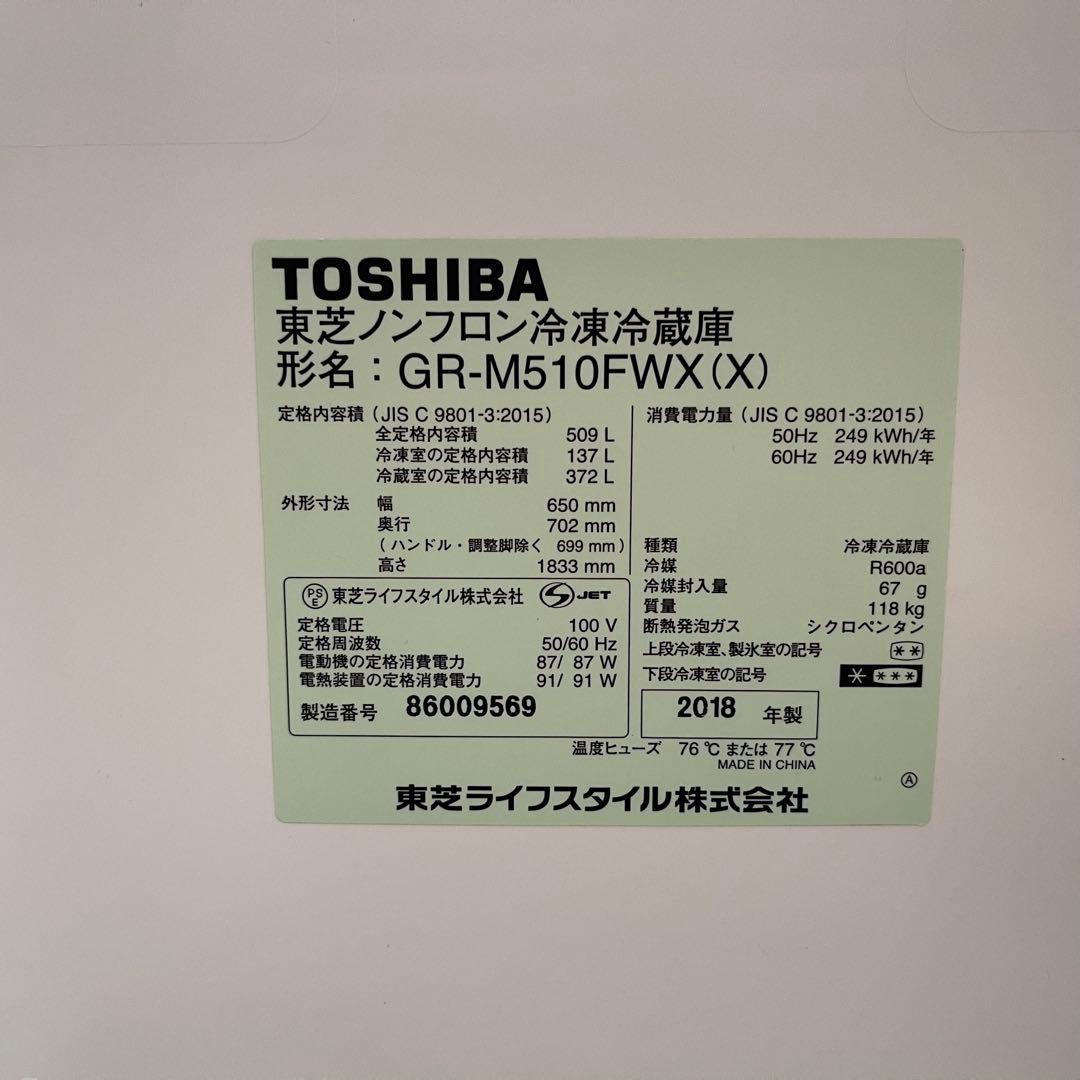 TOSHIBA
東芝ノンフロン冷凍冷蔵庫
形名：GR-M510FWX(X)
定格内容積（JIS C 9801-3:2015）
全定格内容積 509 L
冷凍室の定格内容積 137 L
冷蔵室の定格内容積 372 L
外形寸法 幅 650 mm
奥行 702 mm
（ハンドル・調整脚除く 699 mm）
高さ 1833 mm
PSE 東芝ライフスタイル株式会社 S JET
定格電圧 100 V
定格周波数 50/60 Hz
電動機の定格消費電力 87/ 87 W
電熱装置の定格消費電力 91/ 91 W
製造番号 86009569
消費電力量（JIS C 9801-3:2015）
50Hz 249 kWh/年
60Hz 249 kWh/年
種類 冷凍冷蔵庫
冷媒 R600a
冷媒封入量 67 g
質量 118 kg
断熱発泡ガス シクロペンタン
上段冷凍室、製氷室の記号 **
下段冷凍室の記号 * ***
2018 年製
温度ヒューズ 76℃または77℃
MADE IN CHINA
A
東芝ライフスタイル株式会社